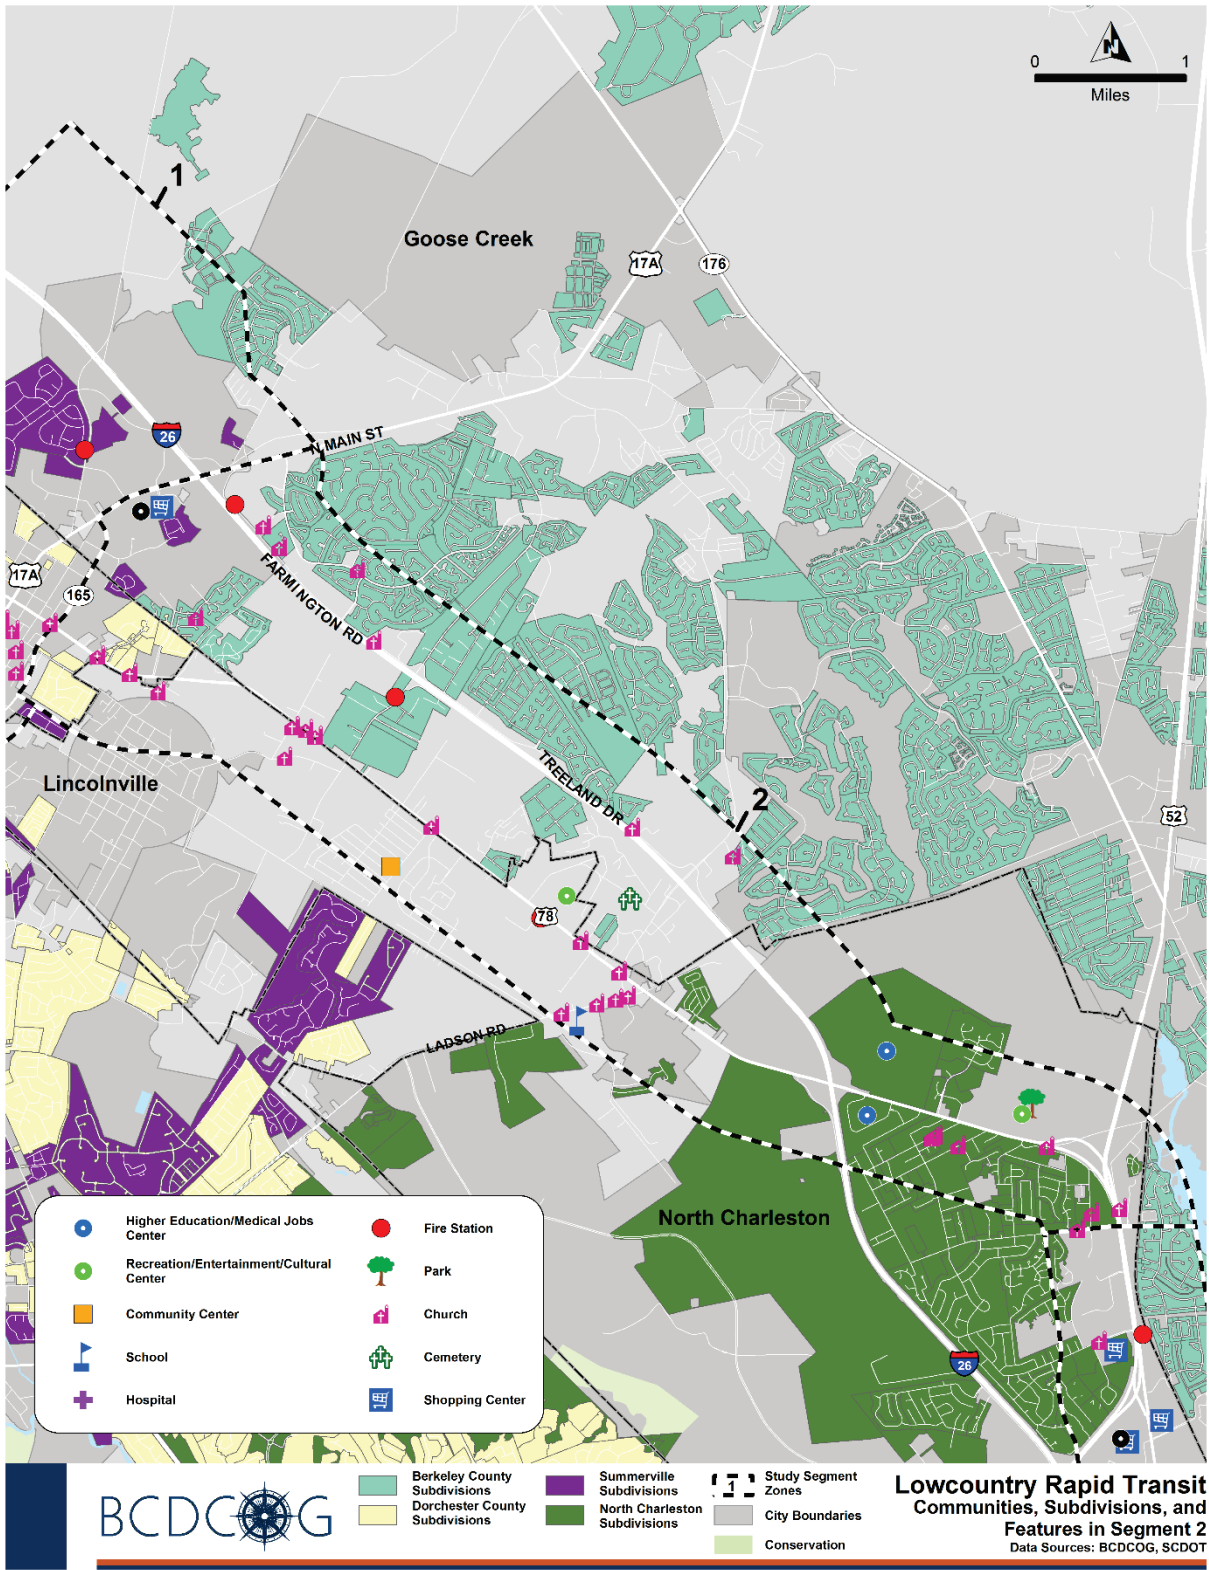 N
0 1
Miles
1
Goose Creek
17A
176
26
N MAIN ST
FARMINGTON RD
17A
165
Lincolnville
TREELAND DR
2
52
78
LADSON RD
North Charleston
26
Higher Education/Medical Jobs
Center
Recreation/Entertainment/Cultural
Center
Community Center
School
Hospital
Fire Station
Park
Church
Cemetery
Shopping Center
BCDCOG
Berkeley County
Subdivisions
Dorchester County
Subdivisions
Summerville
Subdivisions
North Charleston
Subdivisions
1
Study Segment
Zones
City Boundaries
Conservation
Lowcountry Rapid Transit
Communities, Subdivisions, and
Features in Segment 2
Data Sources: BCDCOG, SCDOT